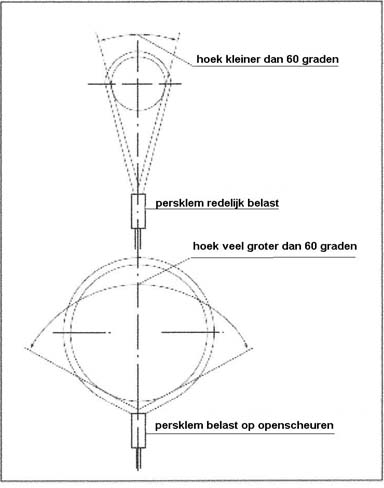 hoek kleiner dan 60 graden
persklem redelijk belast
hoek veel groter dan 60 graden
persklem belast op openscheuren